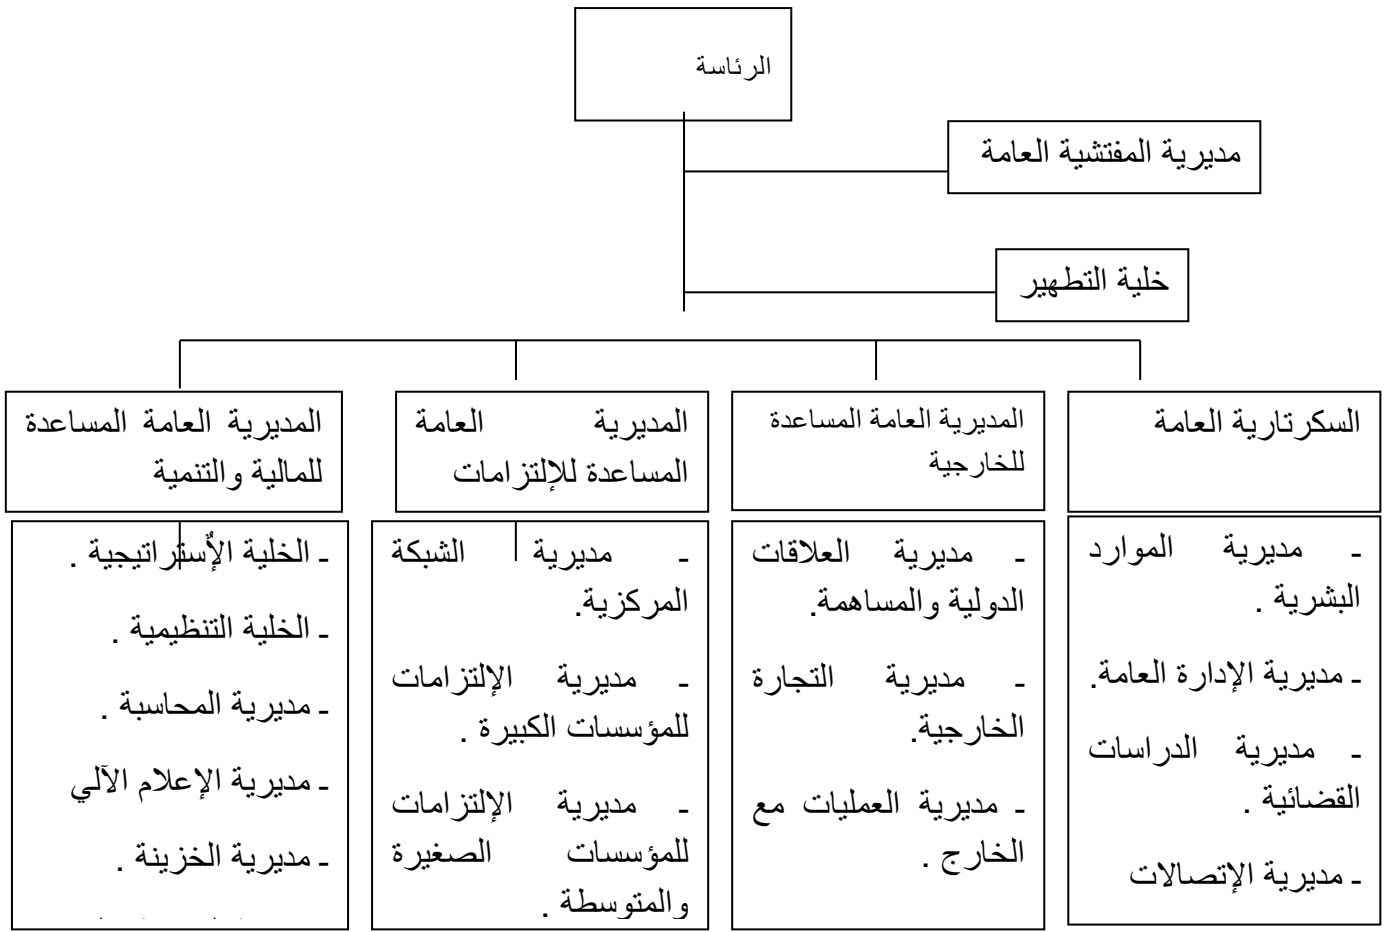 الرئاسة
مديرية المفتشية العامة
خلية التطهير
السكرتارية العامة
المديرية العامة المساعدة
للخارجية
المديرية العامة
المساعدة للإلتزامات
المديرية العامة المساعدة
للمالية والتنمية
ـ مديرية الموارد
البشرية .
ـ مديرية الإدارة العامة.
ـ مديرية الدراسات
القضائية .
ـ مديرية الإتصالات
ـ مديرية العلاقات
الدولية والمساهمة.
ـ مديرية التجارة
الخارجية.
ـ مديرية العمليات مع
الخارج .
ـ مديرية الشبكة
المركزية.
ـ مديرية الإلتزامات
للمؤسسات الكبيرة .
ـ مديرية الإلتزامات
للمؤسسات الصغيرة
والمتوسطة .
ـ الخلية الإٌستراتيجية .
ـ الخلية التنظيمية .
ـ مديرية المحاسبة .
ـ مديرية الإعلام الآلي
ـ مديرية الخزينة .